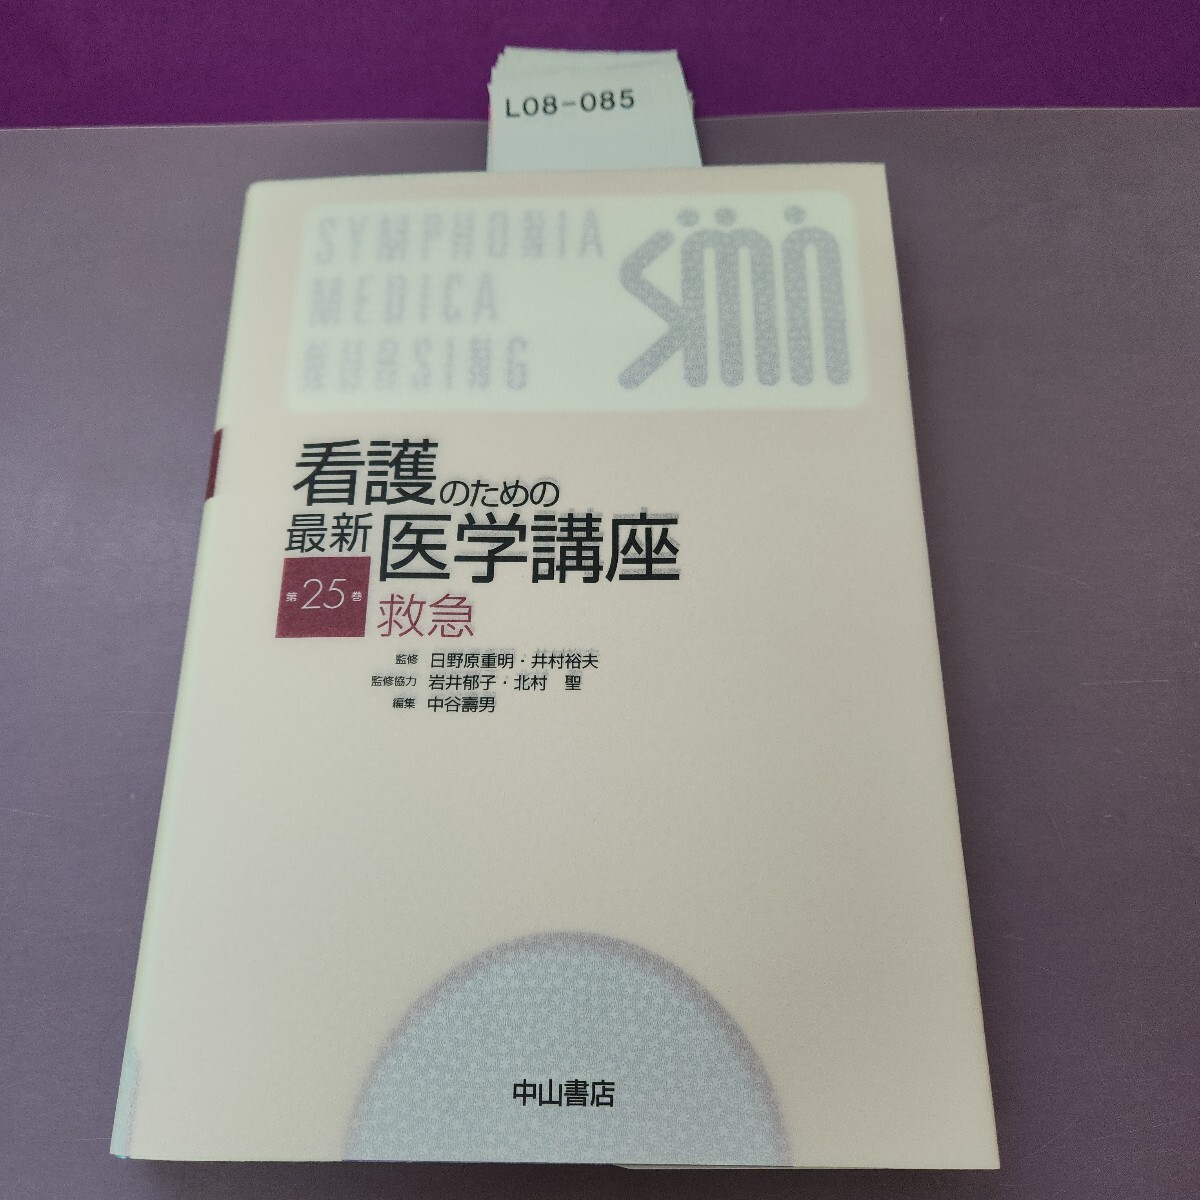 L08-085
SYMPHONIA
MEDICA
NURSING
看護のための
最新 医学講座
第25巻 救急
監修 日野原重明・井村裕夫
監修協力 岩井郁子・北村 聖
編集 中谷壽男
中山書店